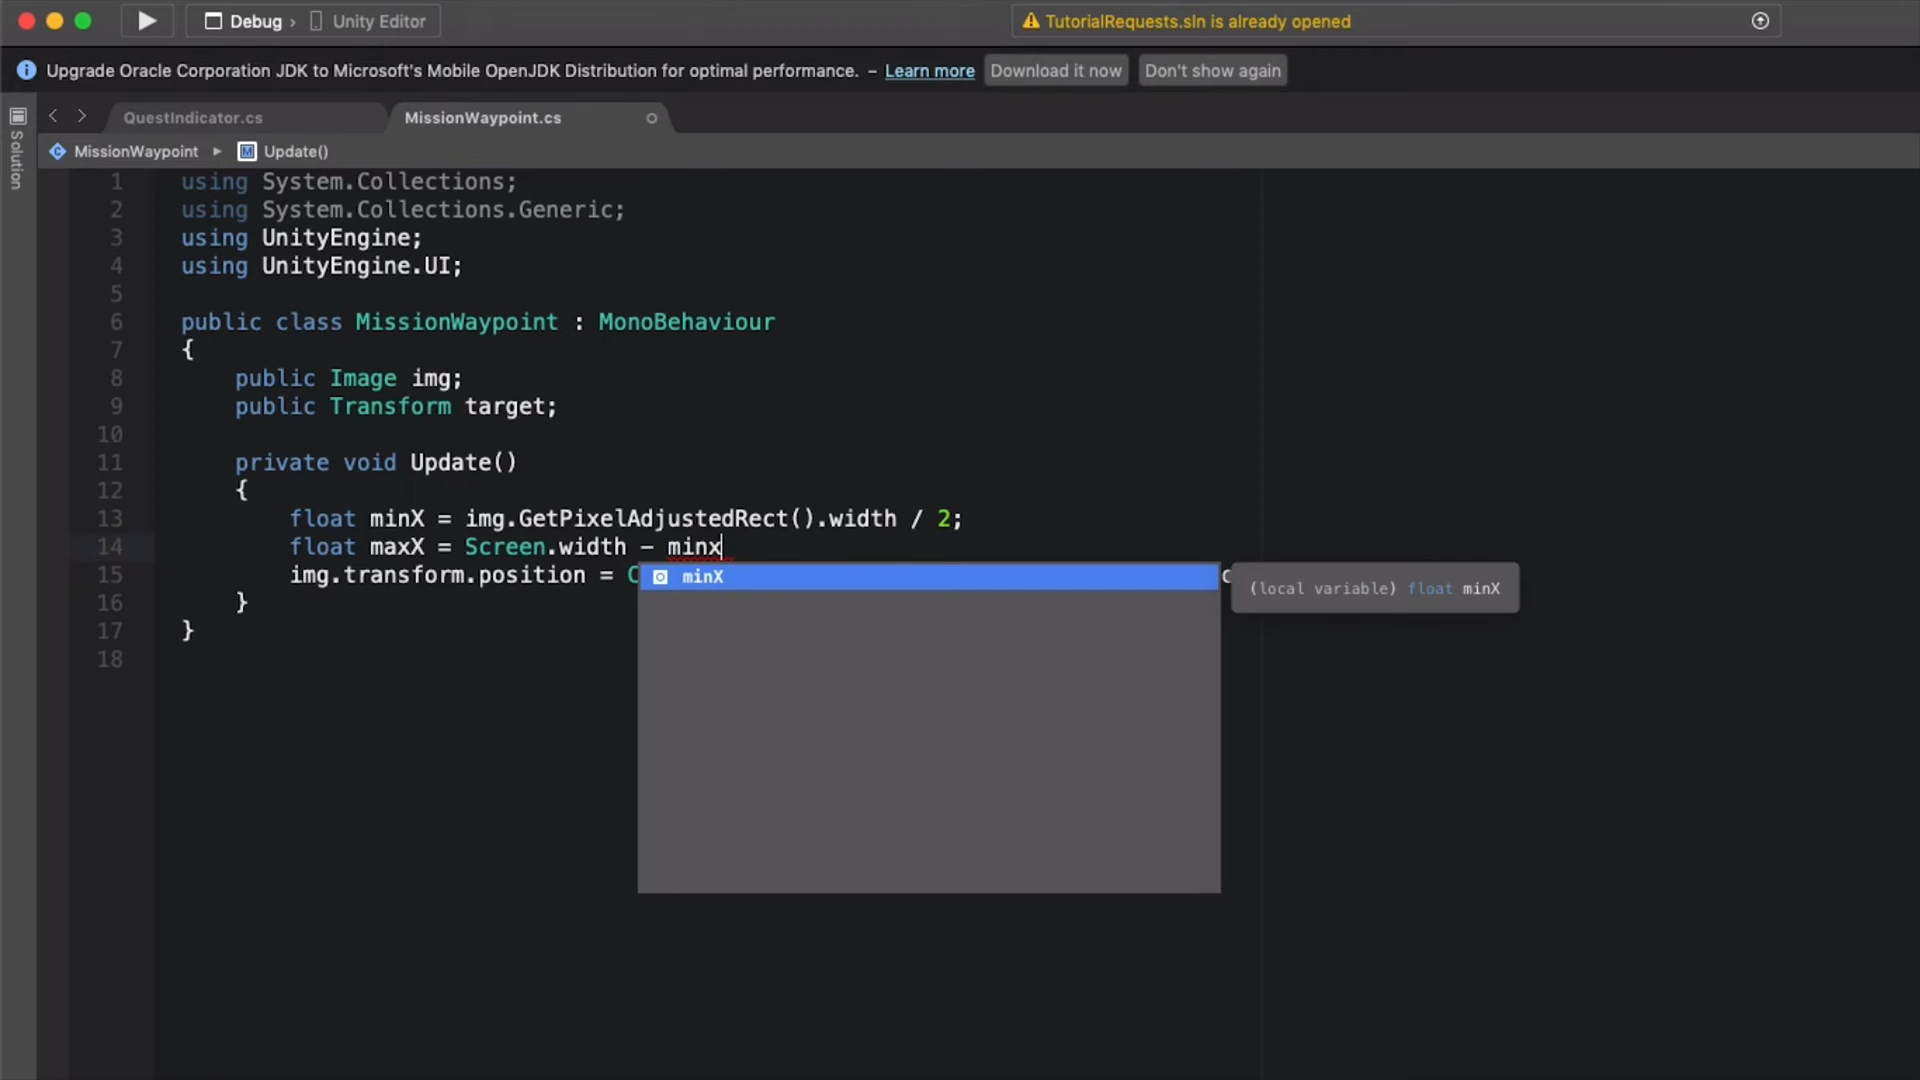 Debug › Unity Editor
TutorialRequests.sln is already opened
Upgrade Oracle Corporation JDK to Microsoft's Mobile OpenJDK Distribution for optimal performance. – Learn more Download it now Don't show again
Solution
QuestIndicator.cs MissionWaypoint.cs
MissionWaypoint ▸ M Update()
1 using System.Collections;
2 using System.Collections.Generic;
3 using UnityEngine;
4 using UnityEngine.UI;
5
6 public class MissionWaypoint : MonoBehaviour
7 {
8 public Image img;
9 public Transform target;
10
11 private void Update()
12 {
13 float minX = img.GetPixelAdjustedRect().width / 2;
14 float maxX = Screen.width - minx
15 img.transform.position = C
minX
(local variable) float minX
16 }
17 }
18